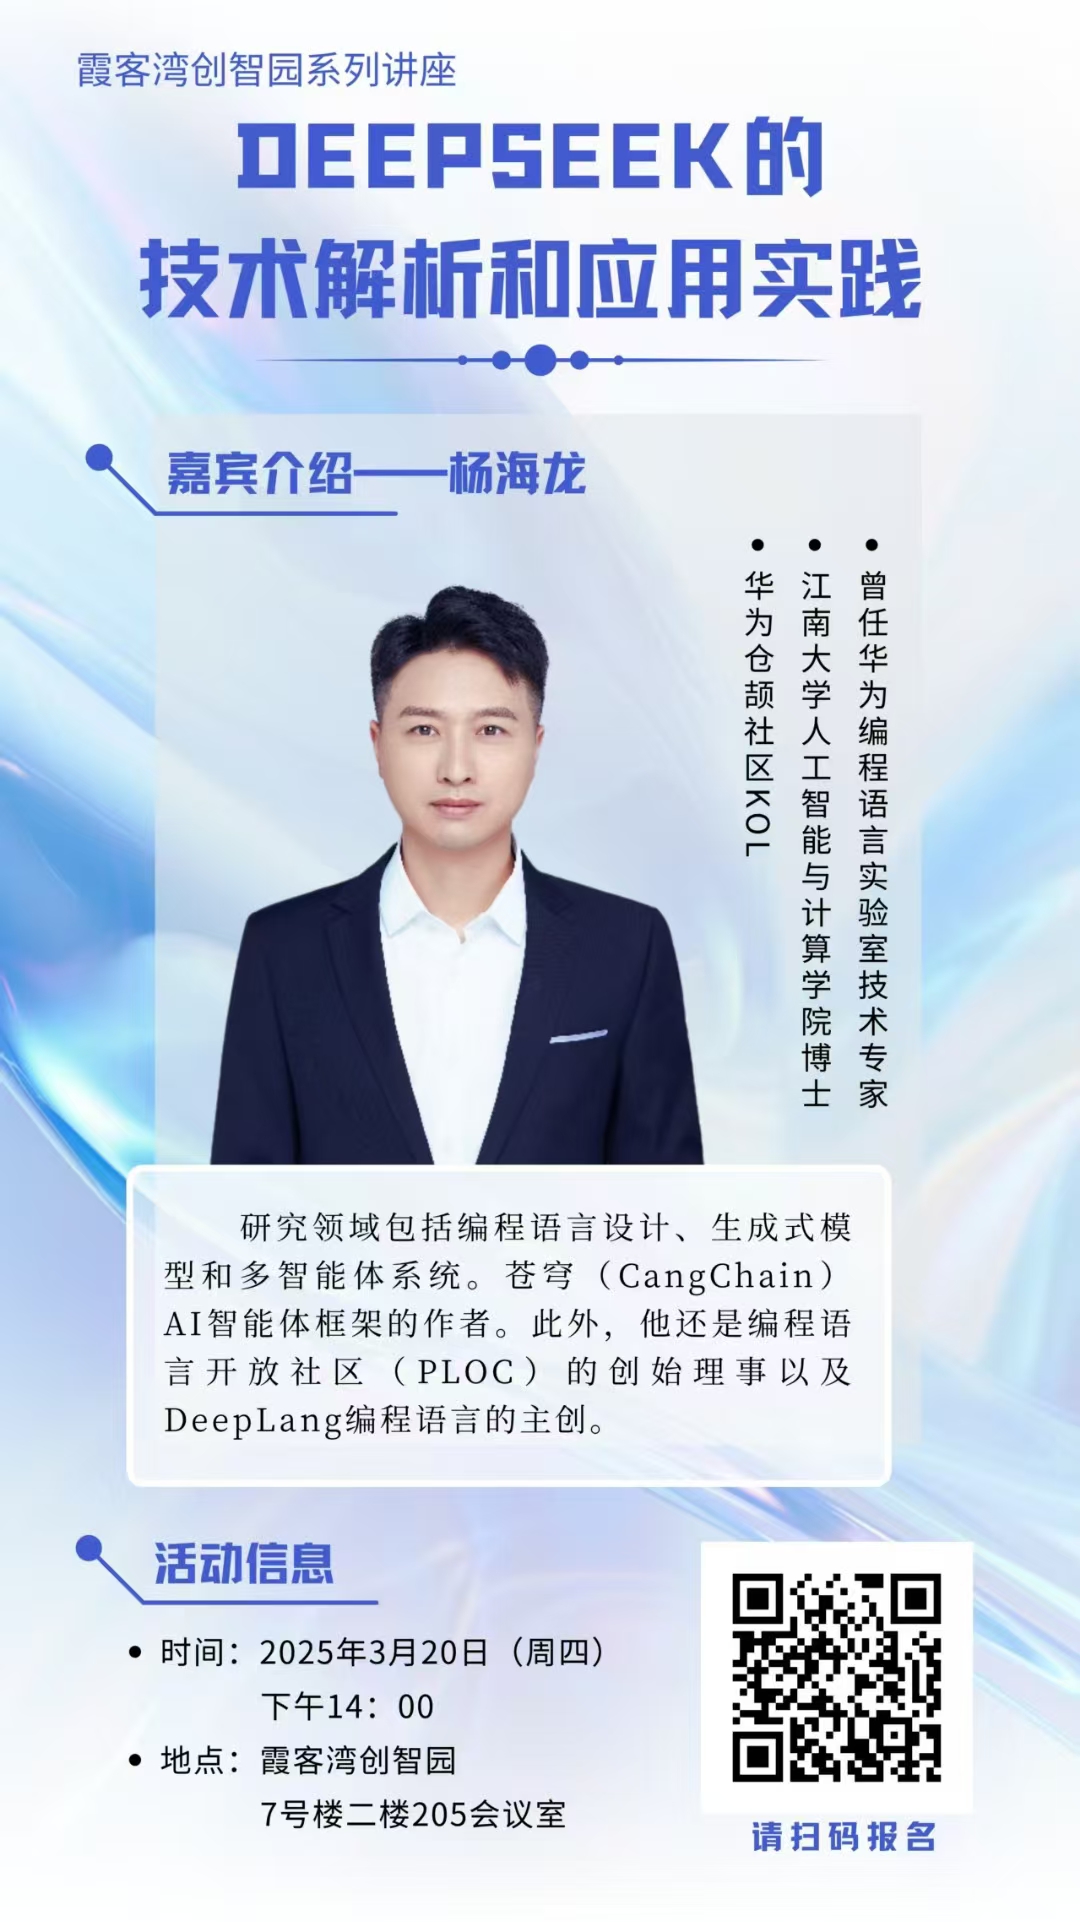 霞客湾创智园系列讲座
DEEPSEEK的
技术解析和应用实践
嘉宾介绍——杨海龙
曾任华为编程语言实验室技术专家
江南大学人工智能与计算学院博士
华为仓颉社区KOL
研究领域包括编程语言设计、生成式模
型和多智能体系统。苍穹（CangChain）
AI智能体框架的作者。此外，他还是编程语
言开放社区（PLOC）的创始理事以及
DeepLang编程语言的主创。
活动信息
时间：2025年3月20日（周四）
下午14：00
地点：霞客湾创智园
7号楼二楼205会议室
请扫码报名